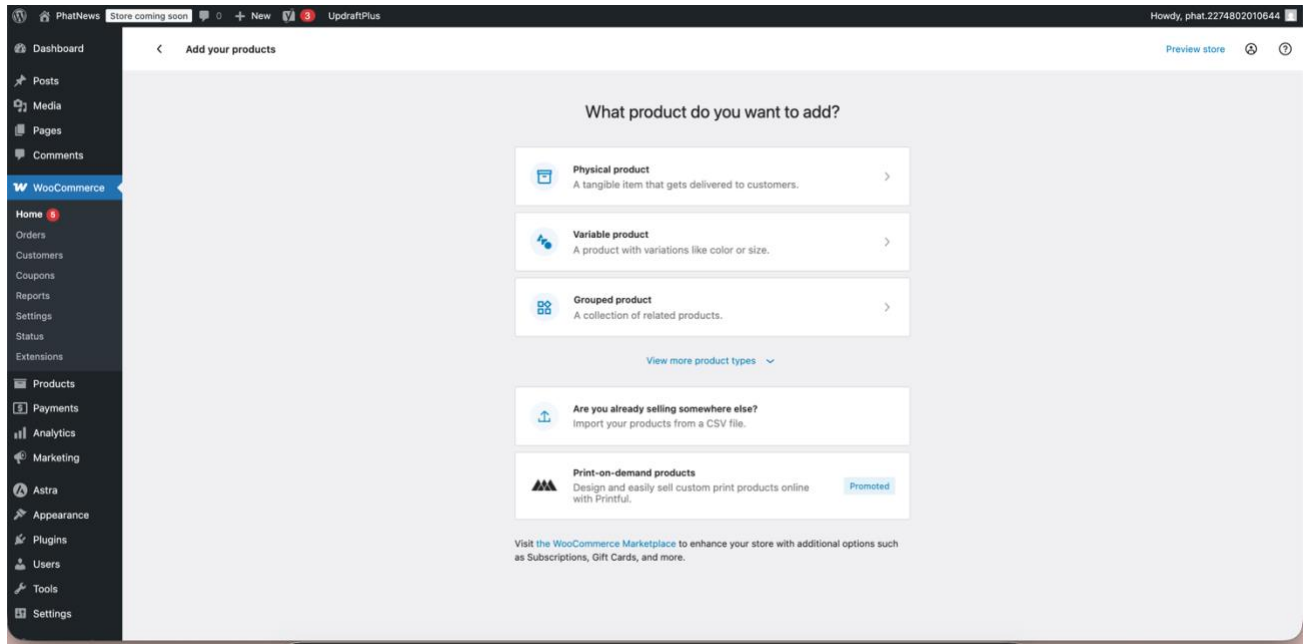 PhatNews Store coming soon 0 + New 3 UpdraftPlus Howdy, phat.2274802010644
Dashboard
Posts
Media
Pages
Comments
WooCommerce
Home 5
Orders
Customers
Coupons
Reports
Settings
Status
Extensions
Products
Payments
Analytics
Marketing
Astra
Appearance
Plugins
Users
Tools
Settings
Add your products Preview store
What product do you want to add?
Physical product
A tangible item that gets delivered to customers.
Variable product
A product with variations like color or size.
Grouped product
A collection of related products.
View more product types
Are you already selling somewhere else?
Import your products from a CSV file.
Print-on-demand products
Design and easily sell custom print products online
with Printful.
Promoted
Visit the WooCommerce Marketplace to enhance your store with additional options such
as Subscriptions, Gift Cards, and more.